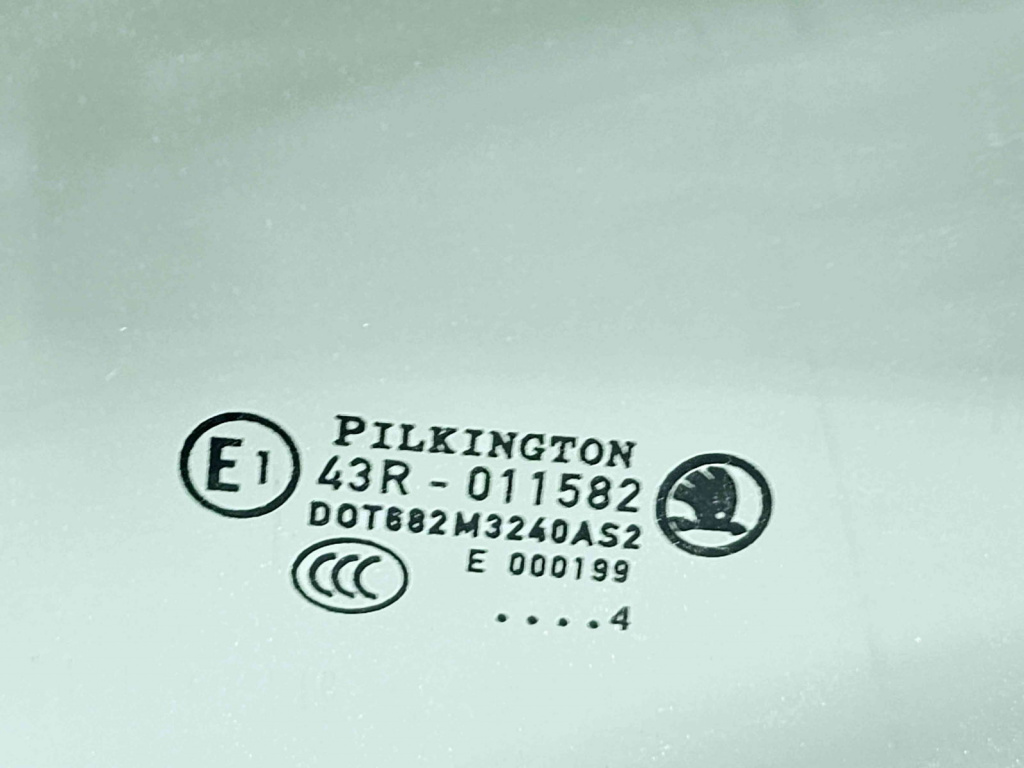 PILKINGTON
E1
43R - 011582
DOT682M3240AS2
CCC
E 000199
....4